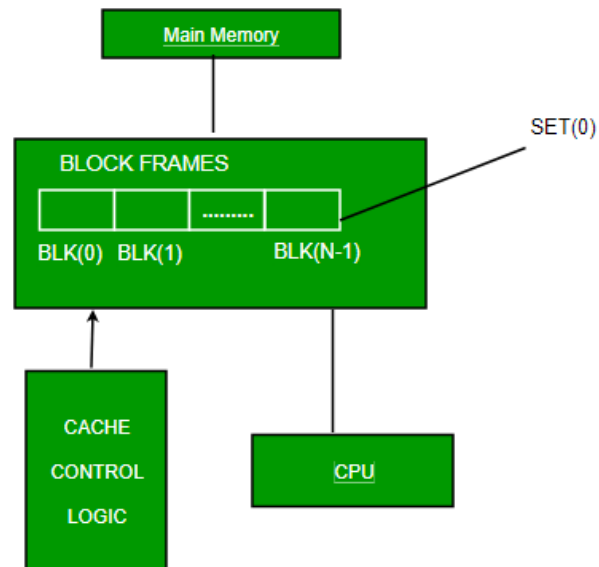 Main Memory
SET(0)
BLOCK FRAMES
.........
BLK(0) BLK(1) BLK(N-1)
CACHE
CONTROL
LOGIC
CPU